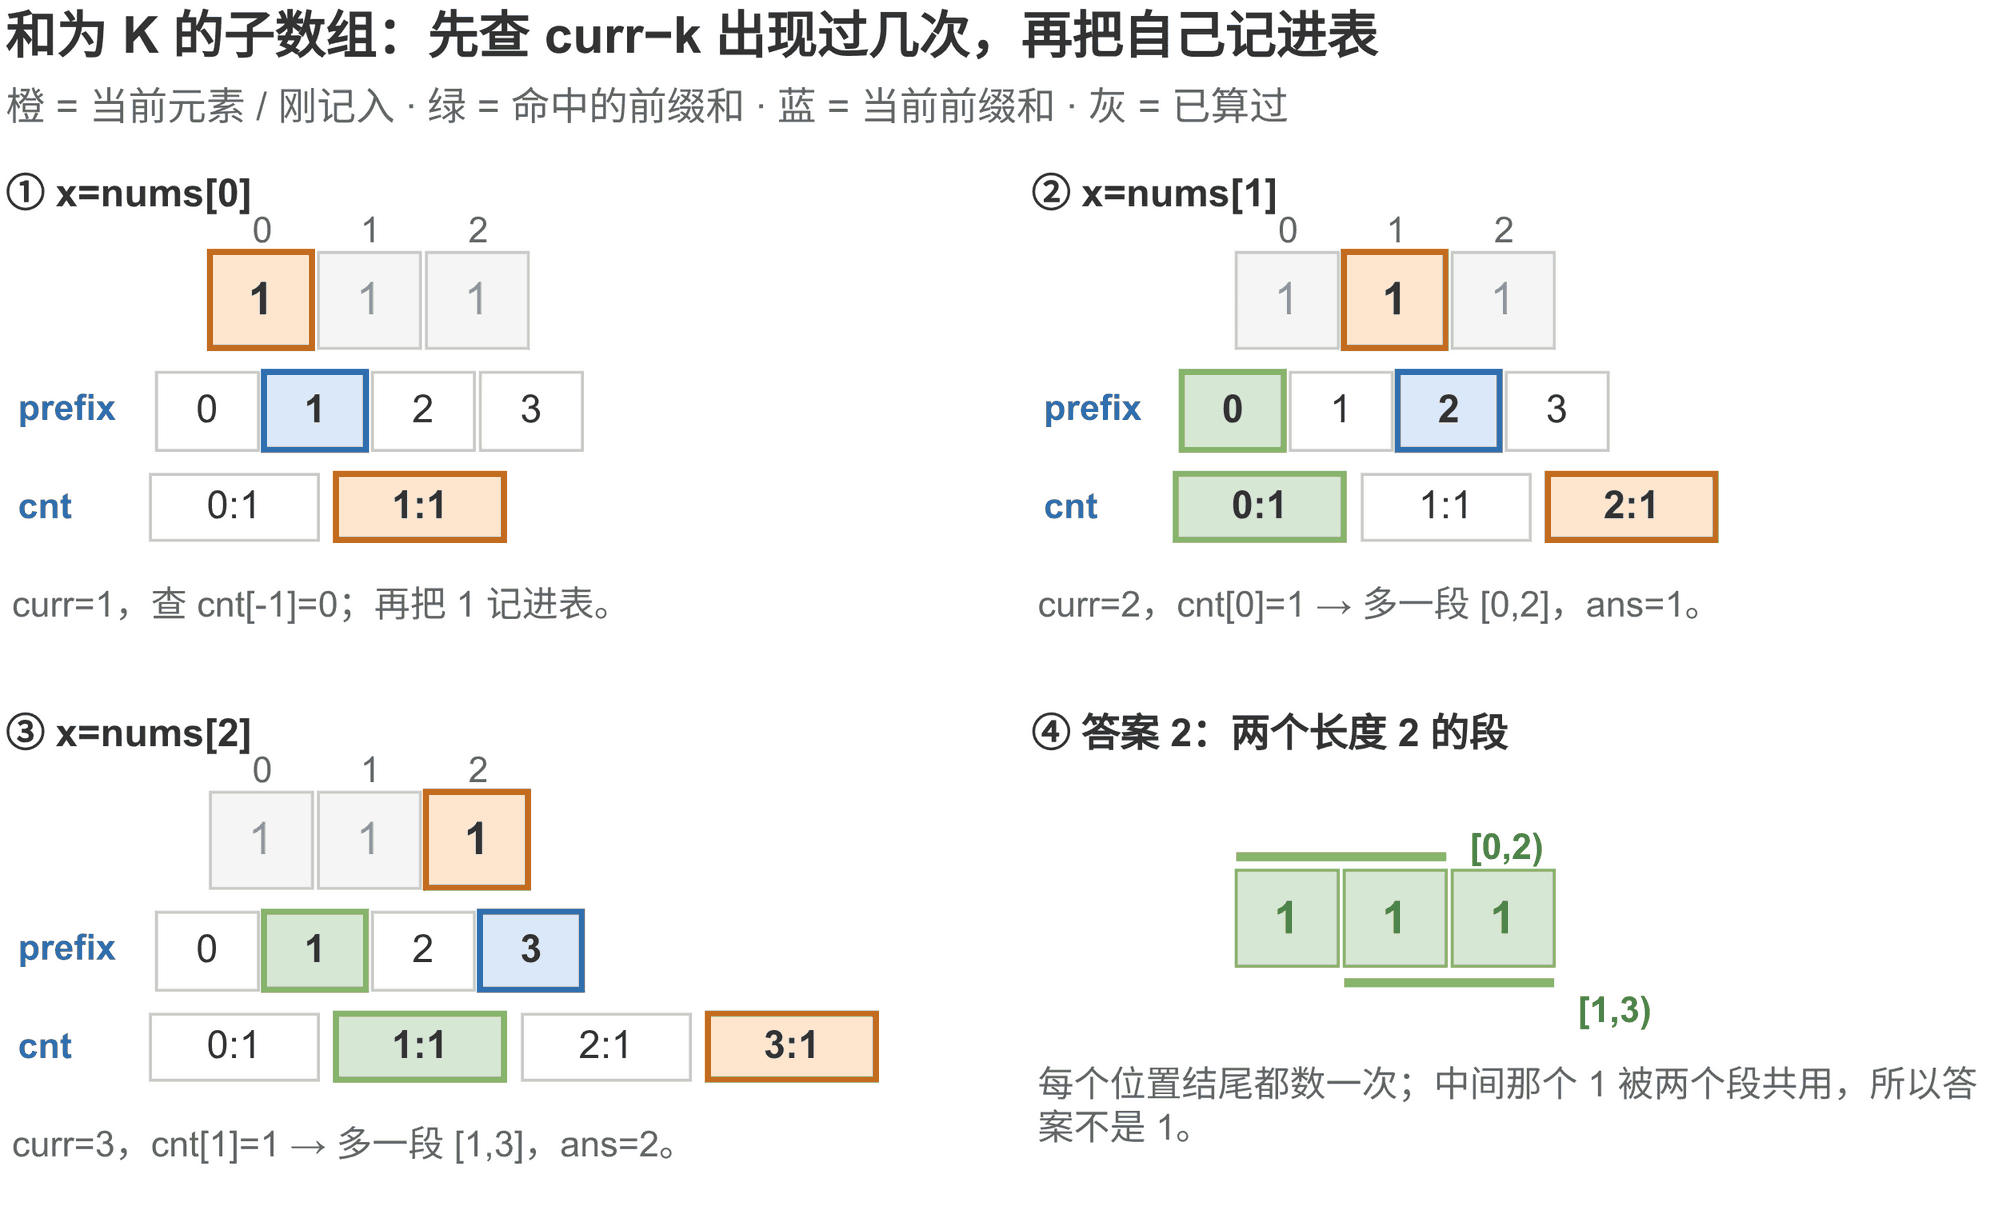 和为 K 的子数组：先查 curr−k 出现过几次，再把自己记进表
橙 = 当前元素 / 刚记入 · 绿 = 命中的前缀和 · 蓝 = 当前前缀和 · 灰 = 已算过
① x=nums[0]
0 1 2
1 1 1
prefix 0 1 2 3
cnt 0:1 1:1
curr=1，查 cnt[-1]=0；再把 1 记进表。
② x=nums[1]
0 1 2
1 1 1
prefix 0 1 2 3
cnt 0:1 1:1 2:1
curr=2，cnt[0]=1 → 多一段 [0,2]，ans=1。
③ x=nums[2]
0 1 2
1 1 1
prefix 0 1 2 3
cnt 0:1 1:1 2:1 3:1
curr=3，cnt[1]=1 → 多一段 [1,3]，ans=2。
④ 答案 2：两个长度 2 的段
[0,2)
1 1 1
[1,3)
每个位置结尾都数一次；中间那个 1 被两个段共用，所以答
案不是 1。